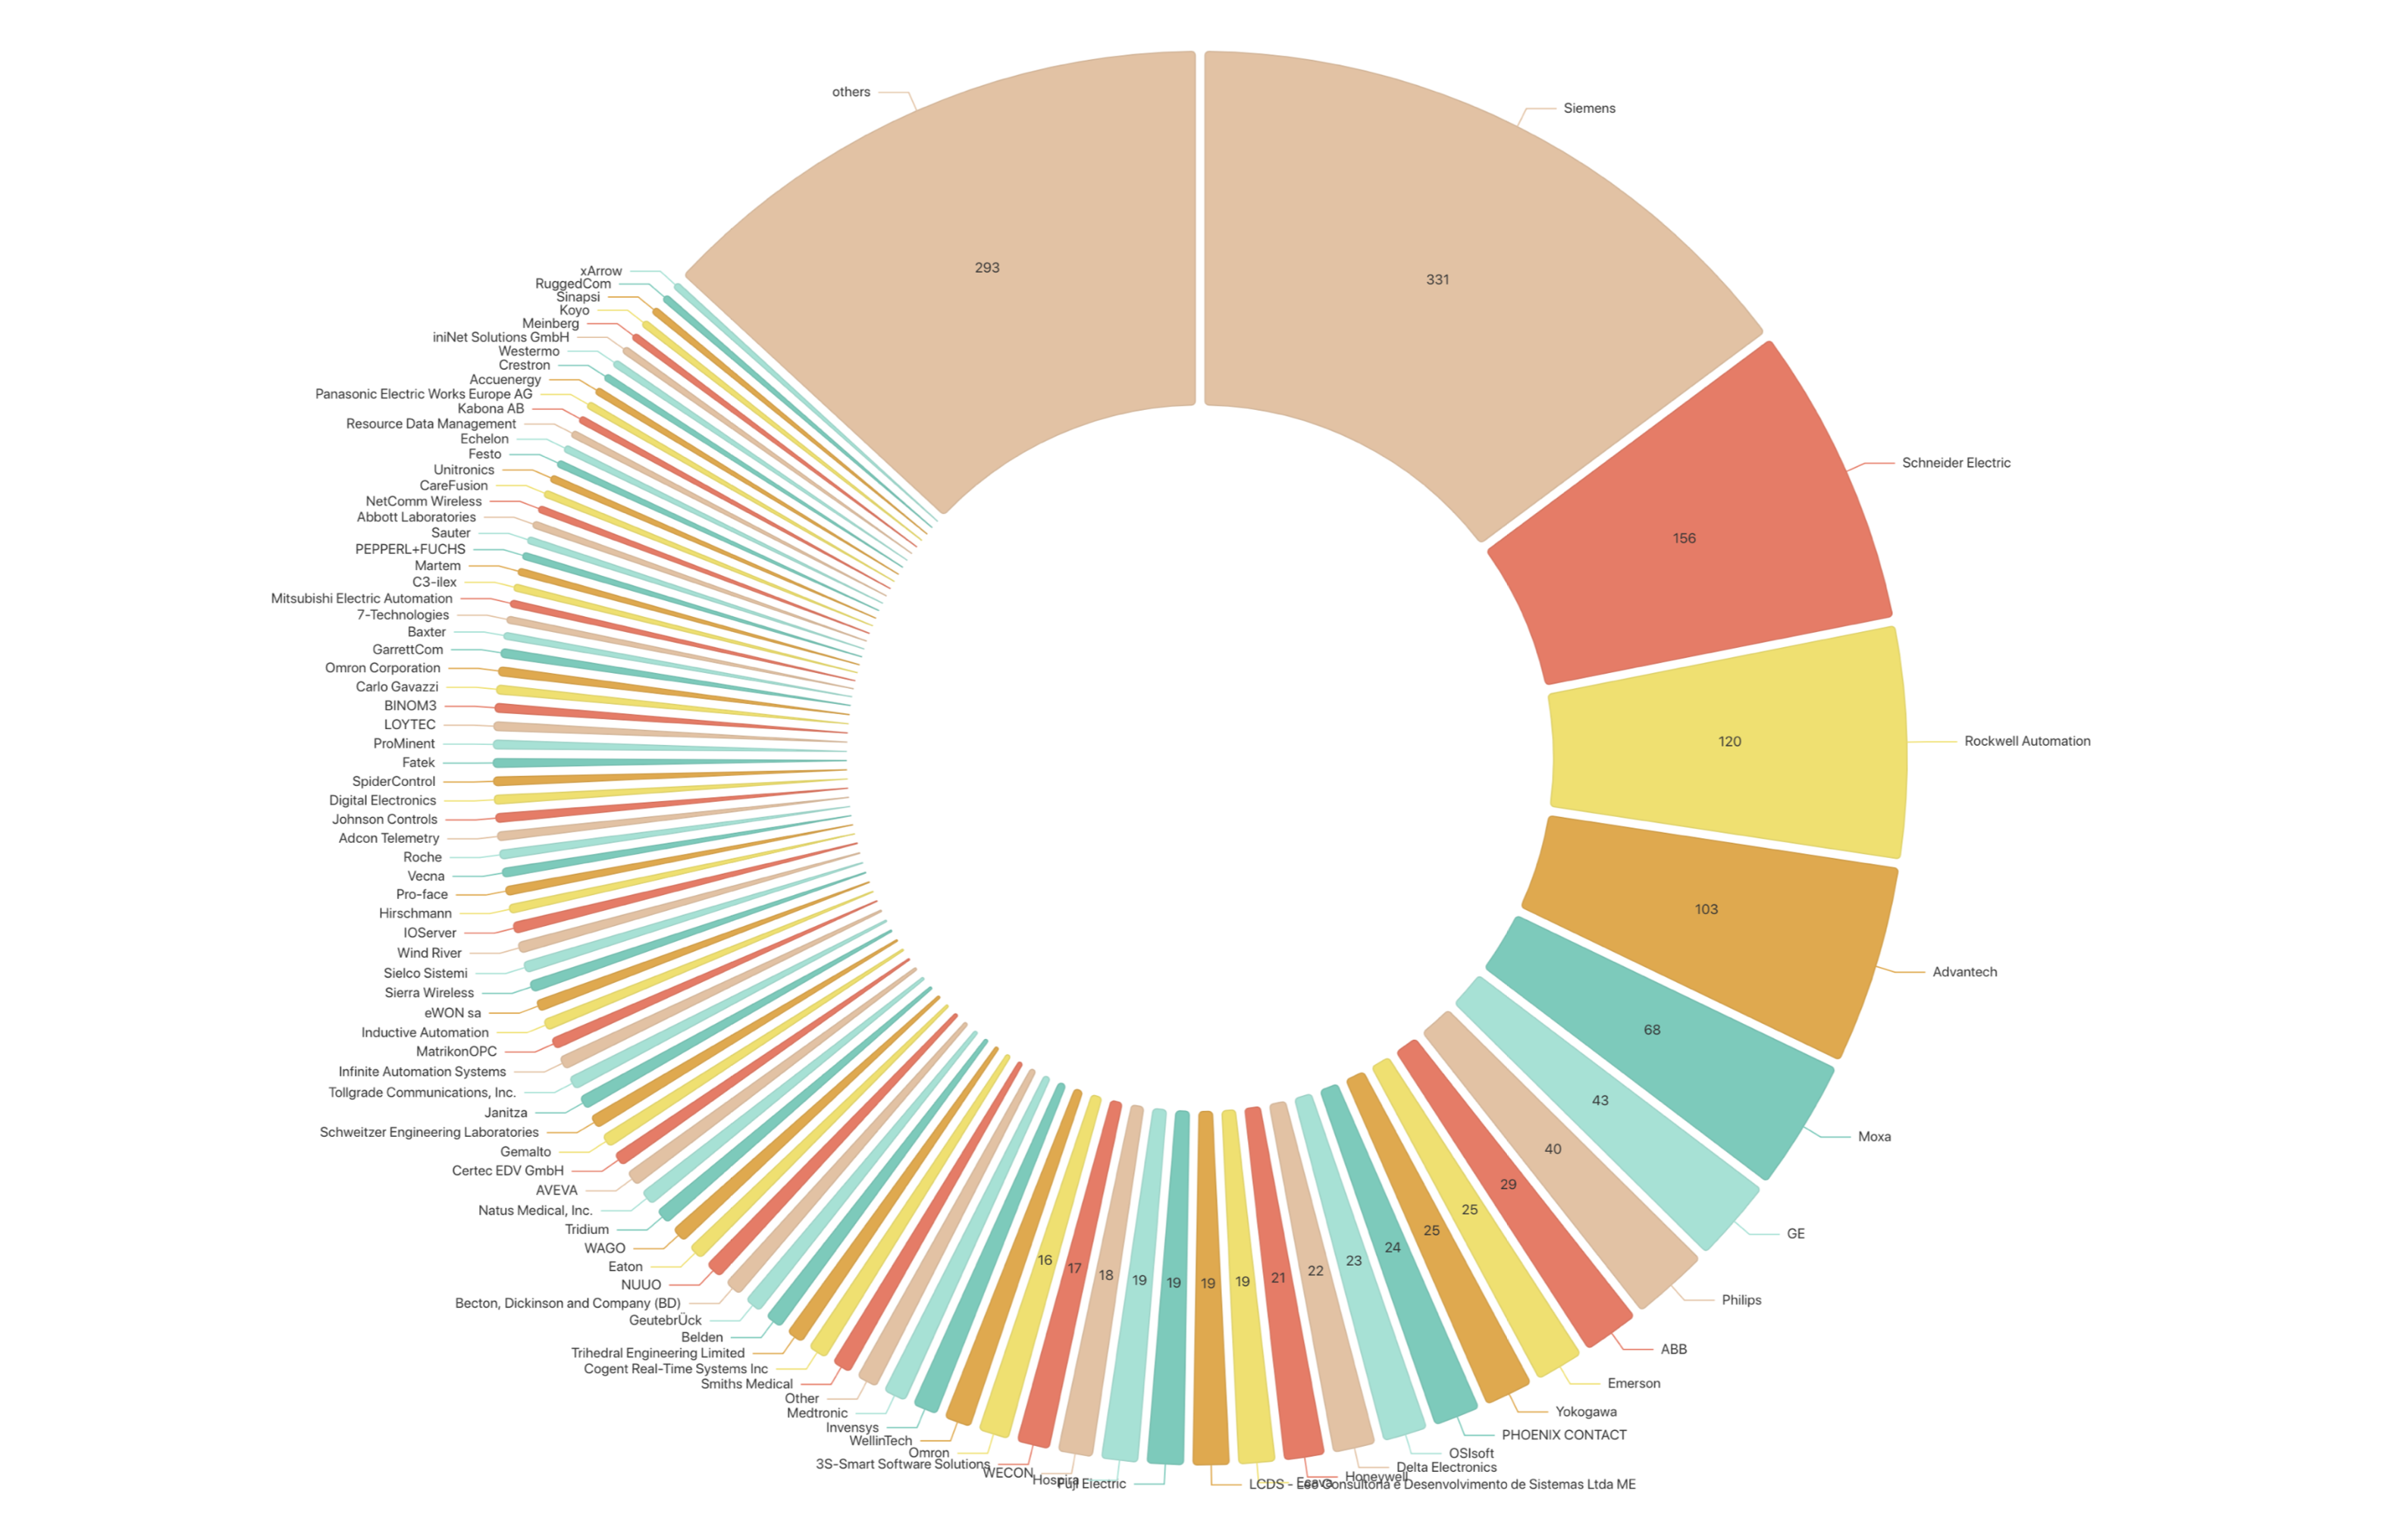 Siemens
331
Schneider Electric
156
Rockwell Automation
120
Advantech
103
Moxa
68
GE
43
Philips
40
ABB
29
Emerson
25
Yokogawa
25
PHOENIX CONTACT
24
OSIsoft
23
Delta Electronics
22
Honeywell
21
Ecava
19
LCDS - Leão Consultoria e Desenvolvimento de Sistemas Ltda ME
19
Fuji Electric
19
Hospira
19
WECON
18
3S-Smart Software Solutions
17
Omron
16
WellinTech
Invensys
Medtronic
Other
Smiths Medical
Cogent Real-Time Systems Inc
Trihedral Engineering Limited
Belden
GeutebrÜck
Becton, Dickinson and Company (BD)
NUUO
Eaton
WAGO
Tridium
Natus Medical, Inc.
AVEVA
Certec EDV GmbH
Gemalto
Schweitzer Engineering Laboratories
Janitza
Tollgrade Communications, Inc.
Infinite Automation Systems
MatrikonOPC
Inductive Automation
eWON sa
Sierra Wireless
Sielco Sistemi
Wind River
IOServer
Hirschmann
Pro-face
Vecna
Roche
Adcon Telemetry
Johnson Controls
Digital Electronics
SpiderControl
Fatek
ProMinent
LOYTEC
BINOM3
Carlo Gavazzi
Omron Corporation
GarrettCom
Baxter
7-Technologies
Mitsubishi Electric Automation
C3-ilex
Martem
PEPPERL+FUCHS
Sauter
Abbott Laboratories
NetComm Wireless
CareFusion
Unitronics
Festo
Echelon
Resource Data Management
Kabona AB
Panasonic Electric Works Europe AG
Accuenergy
Crestron
Westermo
iniNet Solutions GmbH
Meinberg
Koyo
Sinapsi
RuggedCom
xArrow
others
293